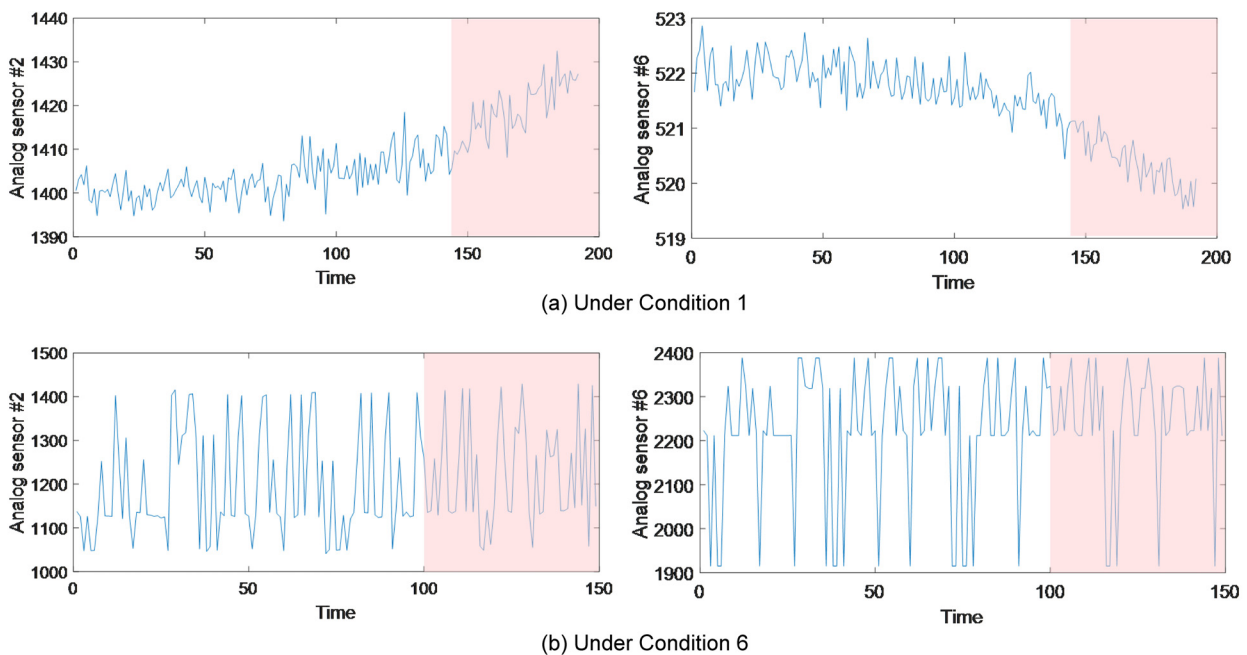 Analog sensor #2
1440
1430
1420
1410
1400
1390
0 50 100 150 200
Time
Analog sensor #6
523
522
521
520
519
0 50 100 150 200
Time
(a) Under Condition 1
Analog sensor #2
1500
1400
1300
1200
1100
1000
0 50 100 150
Time
Analog sensor #6
2400
2300
2200
2100
2000
1900
0 50 100 150
Time
(b) Under Condition 6